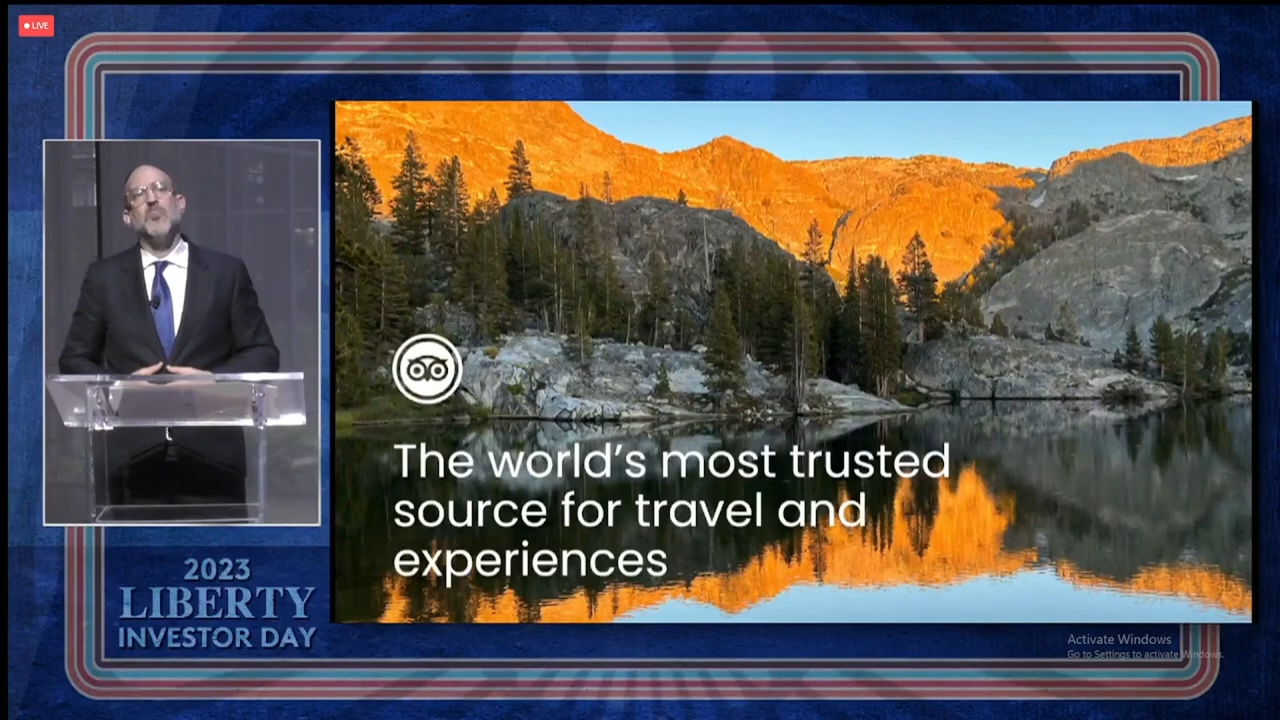 LIVE
The world's most trusted
source for travel and
experiences
2023
LIBERTY
INVESTOR DAY
Activate Windows
Go to Settings to activate Windows.